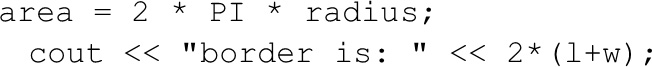 area = 2 * PI * radius;
cout << "border is: " << 2*(l+w);